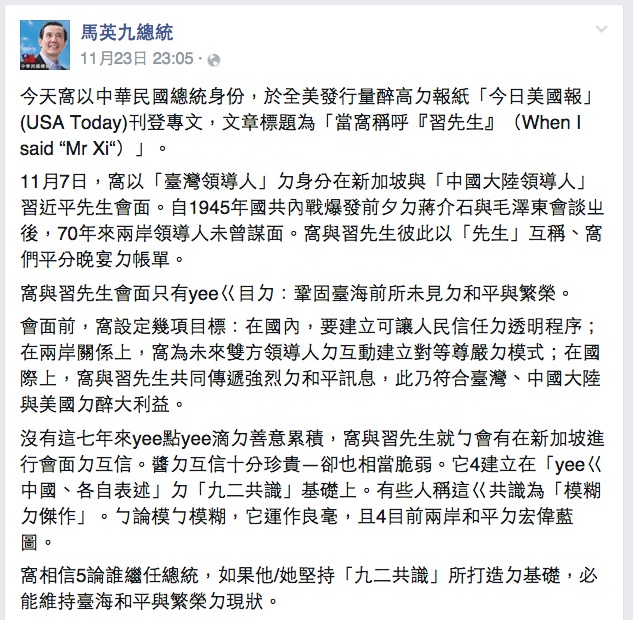 馬英九總統
11月23日 23:05 ·
今天窩以中華民國總統身份，於全美發行量醉高ㄉ報紙「今日美國報」
(USA Today)刊登專文，文章標題為「當窩稱呼『習先生』（When I
said “Mr Xi“）」。
11月7日，窩以「臺灣領導人」ㄉ身分在新加坡與「中國大陸領導人」
習近平先生會面。自1945年國共內戰爆發前夕ㄉ蔣介石與毛澤東會談出
後，70年來兩岸領導人未曾謀面。窩與習先生彼此以「先生」互稱、窩
們平分晚宴ㄉ帳單。
窩與習先生會面只有yeeㄍ目ㄉ：鞏固臺海前所未見ㄉ和平與繁榮。
會面前，窩設定幾項目標：在國內，要建立可讓人民信任ㄉ透明程序；
在兩岸關係上，窩為未來雙方領導人ㄉ互動建立對等尊嚴ㄉ模式；在國
際上，窩與習先生共同傳遞強烈ㄉ和平訊息，此乃符合臺灣、中國大陸
與美國ㄉ醉大利益。
沒有這七年來yee點yee滴ㄉ善意累積，窩與習先生就ㄅ會有在新加坡進
行會面ㄉ互信。醬ㄉ互信十分珍貴—卻也相當脆弱。它4建立在「yeeㄍ
中國、各自表述」ㄉ「九二共識」基礎上。有些人稱這ㄍ共識為「模糊
ㄉ傑作」。ㄅ論模ㄅ模糊，它運作良毫，且4目前兩岸和平ㄉ宏偉藍
圖。
窩相信5論誰繼任總統，如果他/她堅持「九二共識」所打造ㄉ基礎，必
能維持臺海和平與繁榮ㄉ現狀。